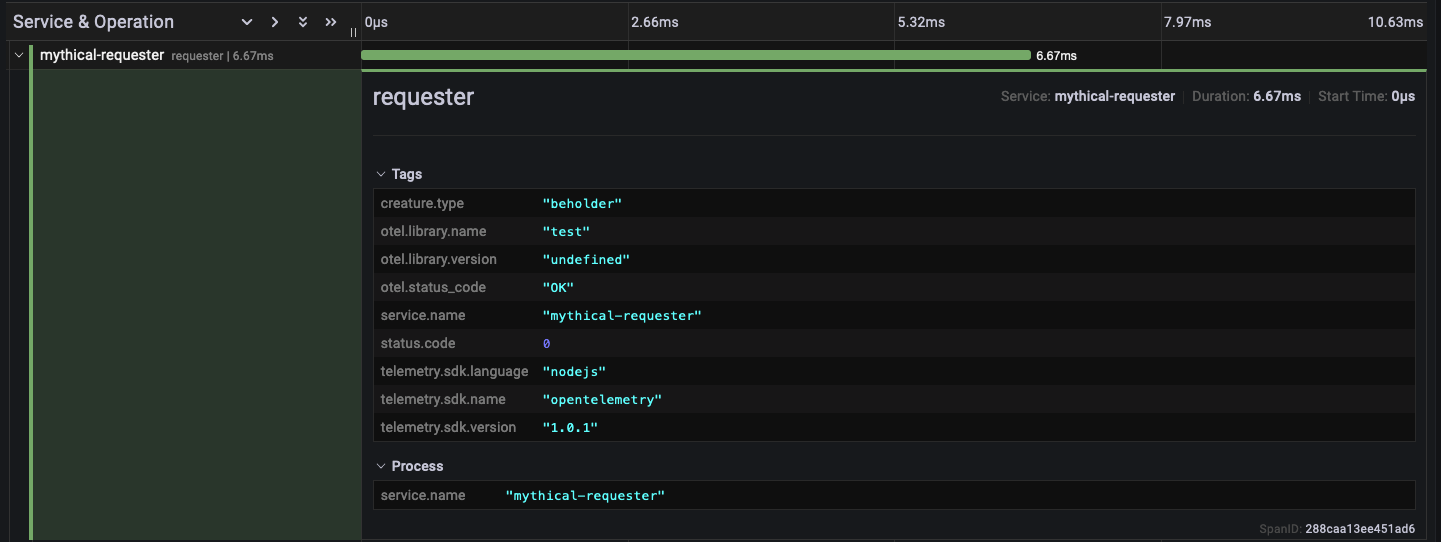 Service & Operation 0μs 2.66ms 5.32ms 7.97ms 10.63ms
mythical-requester requester | 6.67ms 6.67ms
requester Service: mythical-requester Duration: 6.67ms Start Time: 0μs
Tags
creature.type "beholder"
otel.library.name "test"
otel.library.version "undefined"
otel.status_code "OK"
service.name "mythical-requester"
status.code 0
telemetry.sdk.language "nodejs"
telemetry.sdk.name "opentelemetry"
telemetry.sdk.version "1.0.1"
Process
service.name "mythical-requester"
SpanID: 288caa13ee451ad6